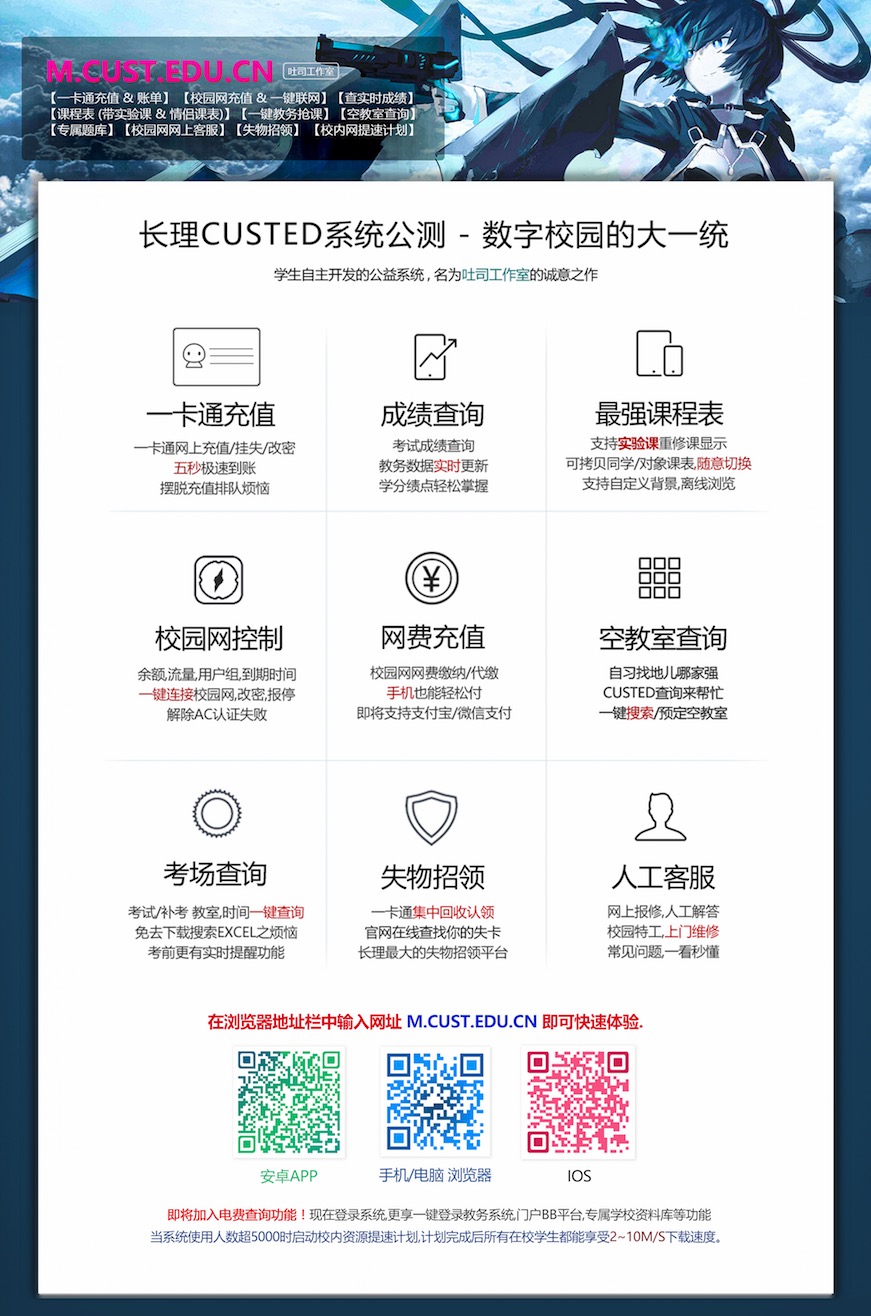 M.CUST.EDU.CN 吐司工作室
【一卡通充值 & 账单】【校园网充值 & 一键联网】【查实时成绩】
【课程表 (带实验课 & 情侣课表)】【一键教务抢课】【空教室查询】
【专属题库】【校园网网上客服】【失物招领】【校内网提速计划】
长理CUSTED系统公测 - 数字校园的大一统
学生自主开发的公益系统 , 名为吐司工作室的诚意之作
一卡通充值
一卡通网上充值/挂失/改密
五秒极速到账
摆脱充值排队烦恼
成绩查询
考试成绩查询
教务数据实时更新
学分绩点轻松掌握
最强课程表
支持实验课重修课显示
可拷贝同学/对象课表,随意切换
支持自定义背景,离线浏览
校园网控制
余额,流量,用户组,到期时间
一键连接校园网,改密,报停
解除AC认证失败
网费充值
校园网网费缴纳/代缴
手机也能轻松付
即将支持支付宝/微信支付
空教室查询
自习找地儿哪家强
CUSTED查询来帮忙
一键搜索/预定空教室
考场查询
考试/补考 教室,时间一键查询
免去下载搜索EXCEL之烦恼
考前更有实时提醒功能
失物招领
一卡通集中回收认领
官网在线查找你的失卡
长理最大的失物招领平台
人工客服
网上报修,人工解答
校园特工,上门维修
常见问题,一看秒懂
在浏览器地址栏中输入网址 M.CUST.EDU.CN 即可快速体验.
安卓APP
手机/电脑 浏览器
IOS
即将加入电费查询功能！现在登录系统,更享一键登录教务系统,门户BB平台,专属学校资料库等功能
当系统使用人数超5000时启动校内资源提速计划,计划完成后所有在校学生都能享受2~10M/S下载速度。